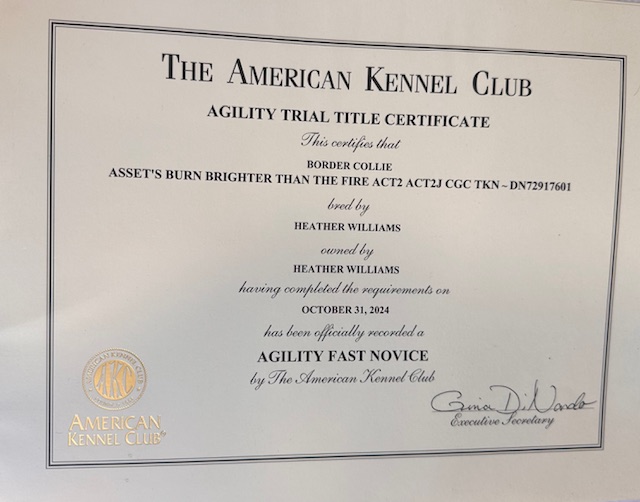 THE AMERICAN KENNEL CLUB
AGILITY TRIAL TITLE CERTIFICATE
This certifies that
BORDER COLLIE
ASSET'S BURN BRIGHTER THAN THE FIRE ACT2 ACT2J CGC TKN ~ DN72917601
bred by
HEATHER WILLIAMS
owned by
HEATHER WILLIAMS
having completed the requirements on
OCTOBER 31, 2024
has been officially recorded a
AGILITY FAST NOVICE
by The American Kennel Club
AMERICAN KENNEL CLUB
AKC
AMERICAN
KENNEL CLUB®
Gina DiNardo
Executive Secretary